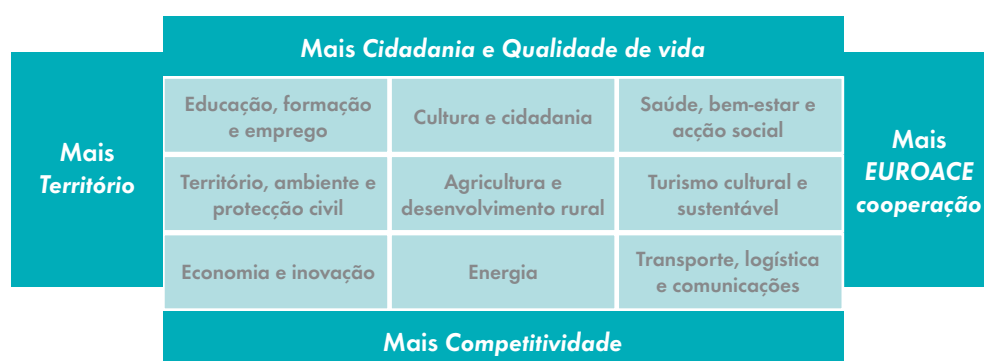 Mais Cidadania e Qualidade de vida
Mais
Território
Educação, formação
e emprego
Cultura e cidadania
Saúde, bem-estar e
acção social
Território, ambiente e
protecção civil
Agricultura e
desenvolvimento rural
Turismo cultural e
sustentável
Economia e inovação
Energia
Transporte, logística
e comunicações
Mais
EUROACE
cooperação
Mais Competitividade